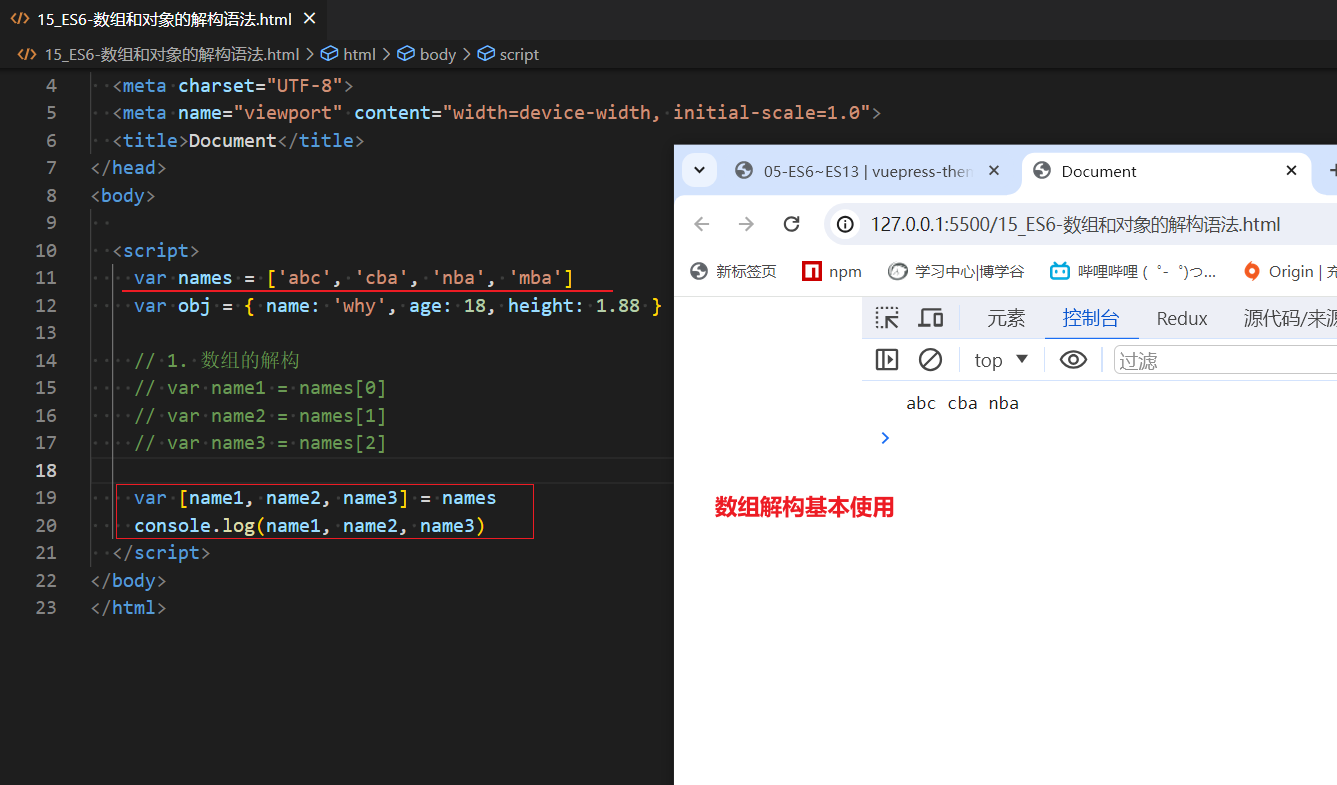 15_ES6-数组和对象的解构语法.html
15_ES6-数组和对象的解构语法.html > html > body > script
4 <meta charset="UTF-8">
5 <meta name="viewport" content="width=device-width, initial-scale=1.0">
6 <title>Document</title>
7 </head>
8 <body>
9
10 <script>
11 var names = ['abc', 'cba', 'nba', 'mba']
12 var obj = { name: 'why', age: 18, height: 1.88 }
13
14 // 1. 数组的解构
15 // var name1 = names[0]
16 // var name2 = names[1]
17 // var name3 = names[2]
18
19 var [name1, name2, name3] = names
20 console.log(name1, name2, name3)
21 </script>
22 </body>
23 </html>
05-ES6~ES13 | vuepress-then
Document
127.0.0.1:5500/15_ES6-数组和对象的解构语法.html
新标签页 npm 学习中心|博学谷 哔哩哔哩 (゜-゜)つ... Origin | 充
元素 控制台 Redux 源代码/来源
top 过滤
abc cba nba
数组解构基本使用